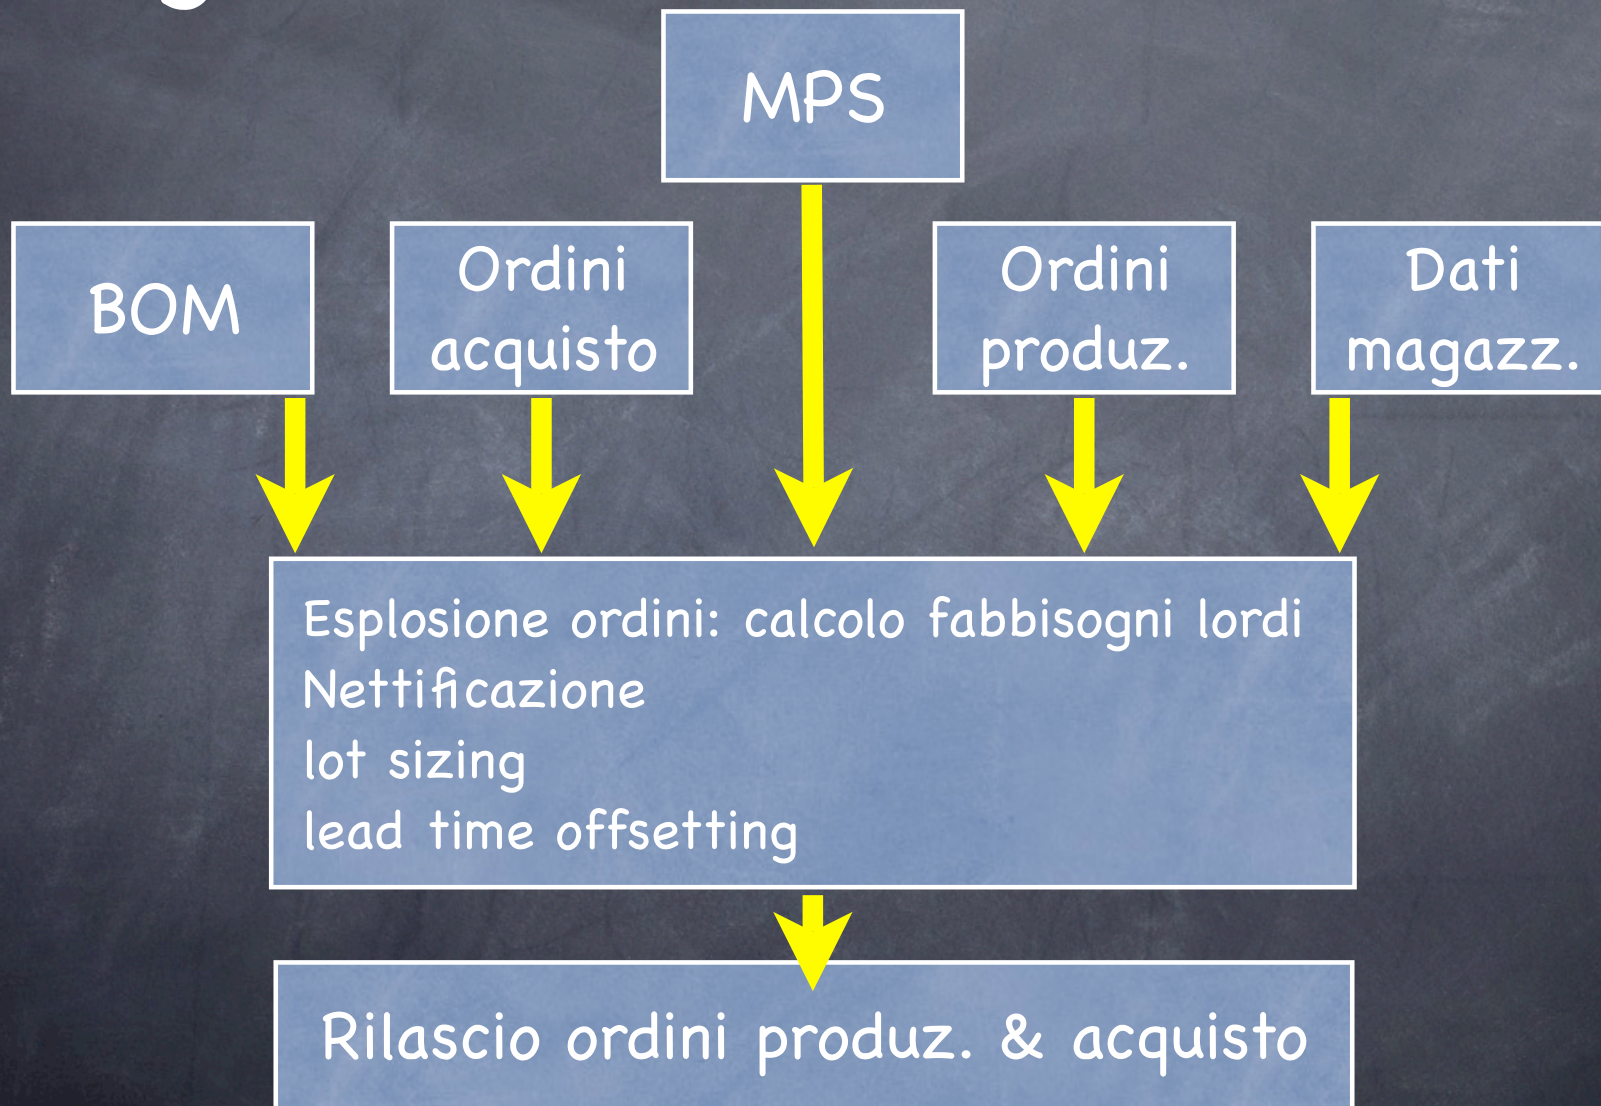 MPS
BOM
Ordini
acquisto
Ordini
produz.
Dati
magazz.
Esplosione ordini: calcolo fabbisogni lordi
Nettificazione
lot sizing
lead time offsetting
Rilascio ordini produz. & acquisto